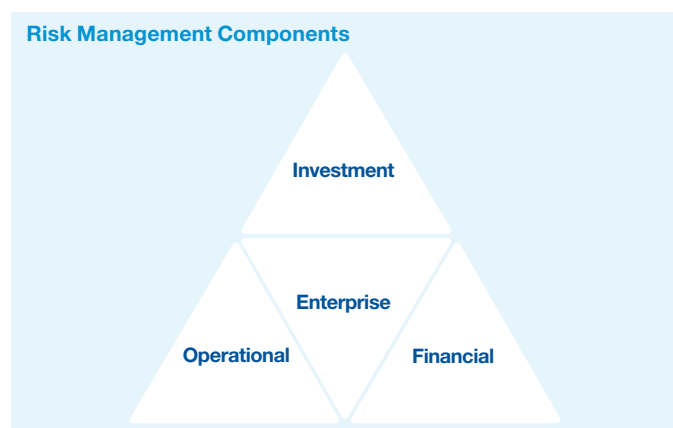 Risk Management Components
Investment
Enterprise
Operational
Financial